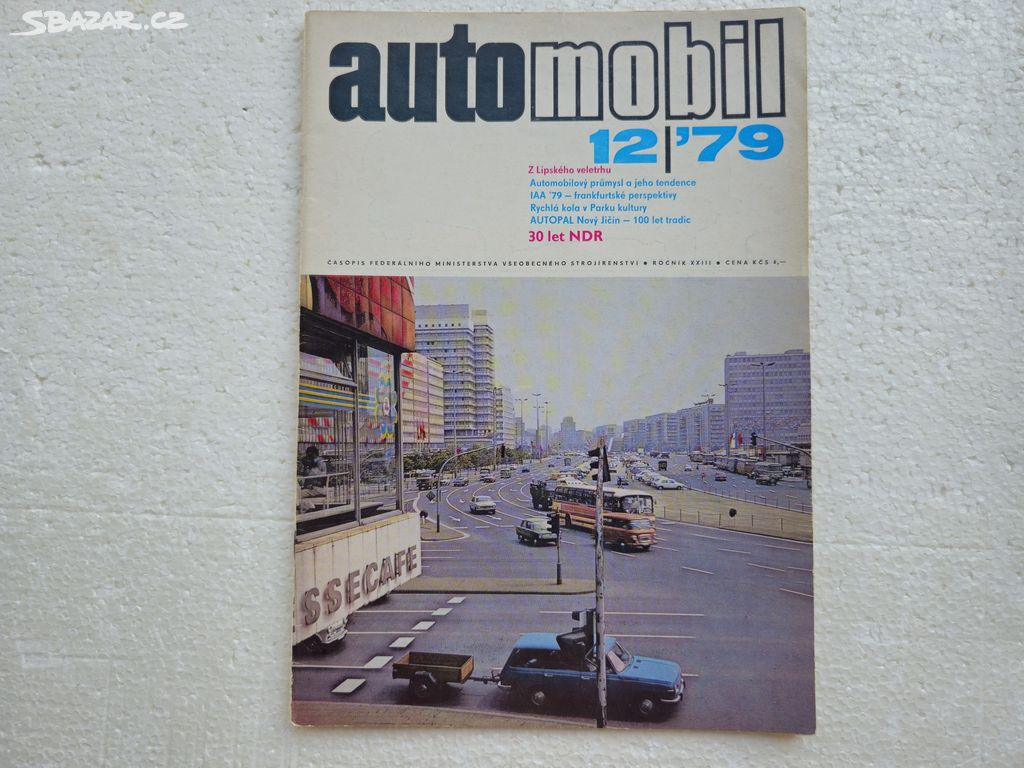 SBAZAR.CZ
automobil
12|'79
Z Lipského veletrhu
Automobilový průmysl a jeho tendence
IAA '79 – frankfurtské perspektivy
Rychlá kola v Parku kultury
AUTOPAL Nový Jičín – 100 let tradic
30 let NDR
ČASOPIS FEDERÁLNÍHO MINISTERSTVA VŠEOBECNÉHO STROJÍRENSTVÍ ● ROČNÍK XXIII ● CENA KČS 4,—
SSECAFE